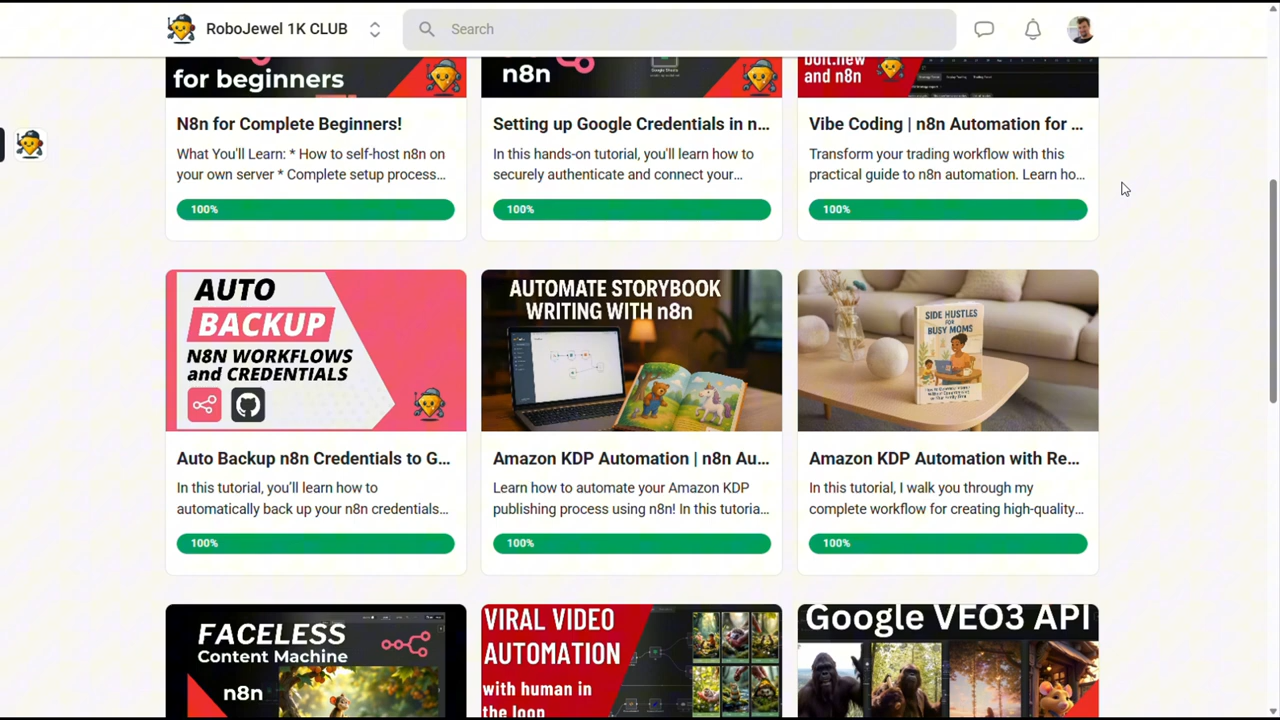 RoboJewel 1K CLUB
Search
for beginners
n8n
bolt.new
and n8n
N8n for Complete Beginners!
What You'll Learn: * How to self-host n8n on
your own server * Complete setup process...
100%
Setting up Google Credentials in n...
In this hands-on tutorial, you'll learn how to
securely authenticate and connect your...
100%
Vibe Coding | n8n Automation for ...
Transform your trading workflow with this
practical guide to n8n automation. Learn ho...
100%
AUTO
BACKUP
N8N WORKFLOWS
and CREDENTIALS
AUTOMATE STORYBOOK
WRITING WITH n8n
SIDE HUSTLES
FOR
BUSY MOMS
Auto Backup n8n Credentials to G...
In this tutorial, you'll learn how to
automatically back up your n8n credentials...
100%
Amazon KDP Automation | n8n Au...
Learn how to automate your Amazon KDP
publishing process using n8n! In this tutoria...
100%
Amazon KDP Automation with Re...
In this tutorial, I walk you through my
complete workflow for creating high-quality...
100%
FACELESS
Content Machine
n8n
VIRAL VIDEO
AUTOMATION
with human in
the loop
Google VEO3 API